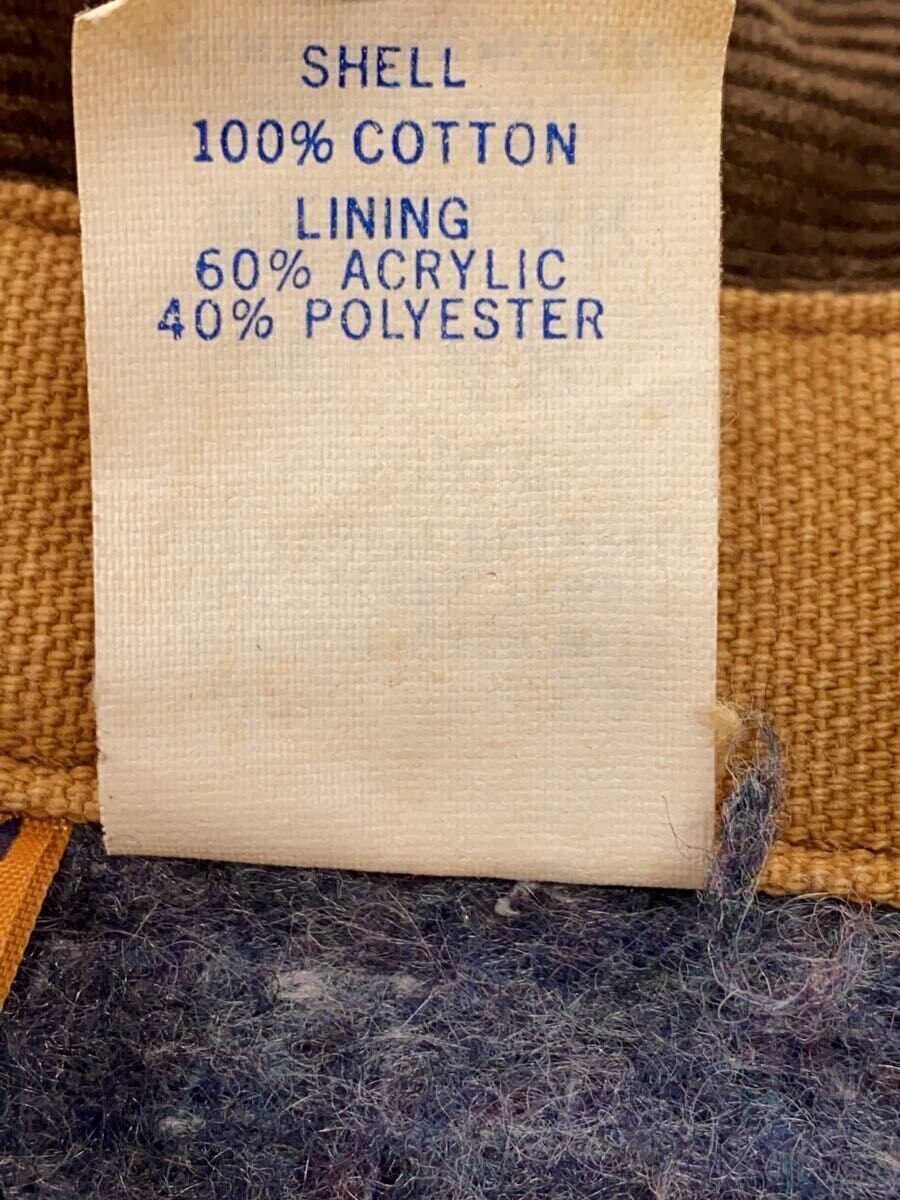 SHELL
100% COTTON
LINING
60% ACRYLIC
40% POLYESTER